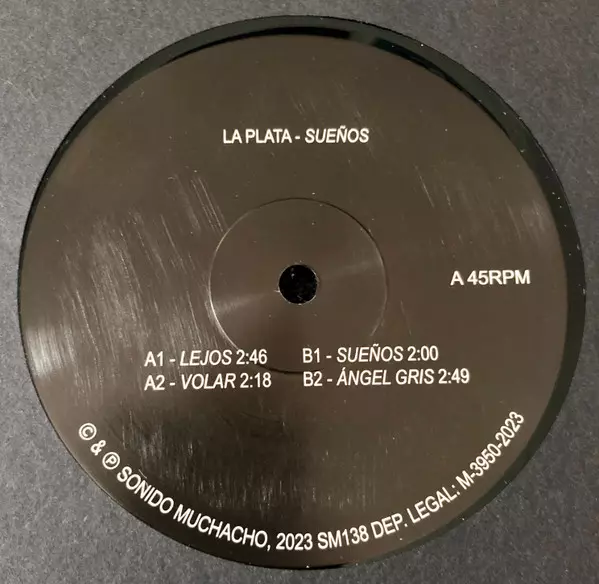 LA PLATA - SUEÑOS
A 45RPM
A1 - LEJOS 2:46
A2 - VOLAR 2:18
B1 - SUEÑOS 2:00
B2 - ÁNGEL GRIS 2:49
© & ℗ SONIDO MUCHACHO, 2023 SM138 DEP. LEGAL: M-3950-2023